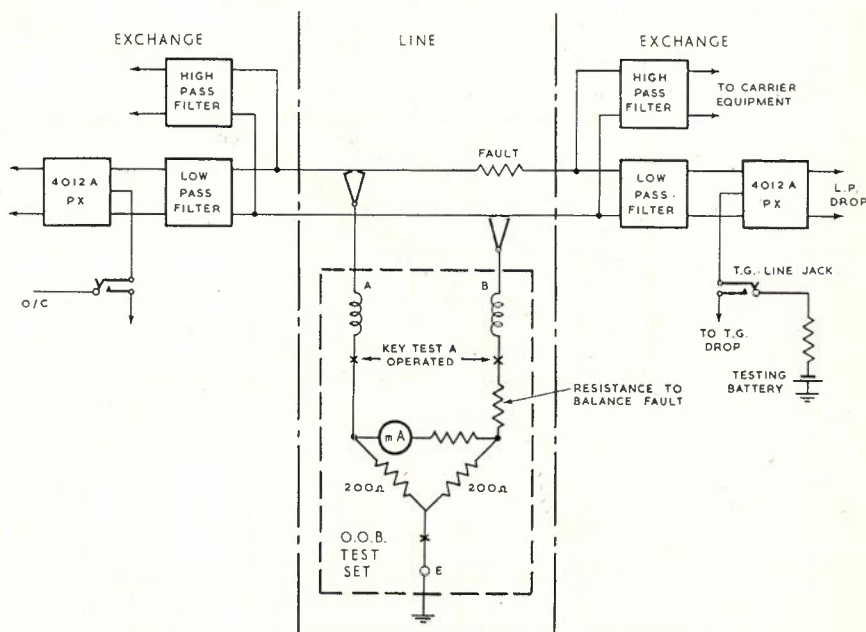 EXCHANGE
LINE
EXCHANGE
HIGH
PASS
FILTER
HIGH
PASS
FILTER
TO CARRIER
EQUIPMENT
FAULT
4012A
PX
LOW
PASS
FILTER
LOW
PASS
FILTER
4012A
PX
L.P.
DROP
O/C
A
B
T.G. LINE JACK
TO T.G.
DROP
KEY TEST A
OPERATED
TESTING
BATTERY
RESISTANCE TO
BALANCE FAULT
mA
200Ω
200Ω
O.O.B.
TEST
SET
E